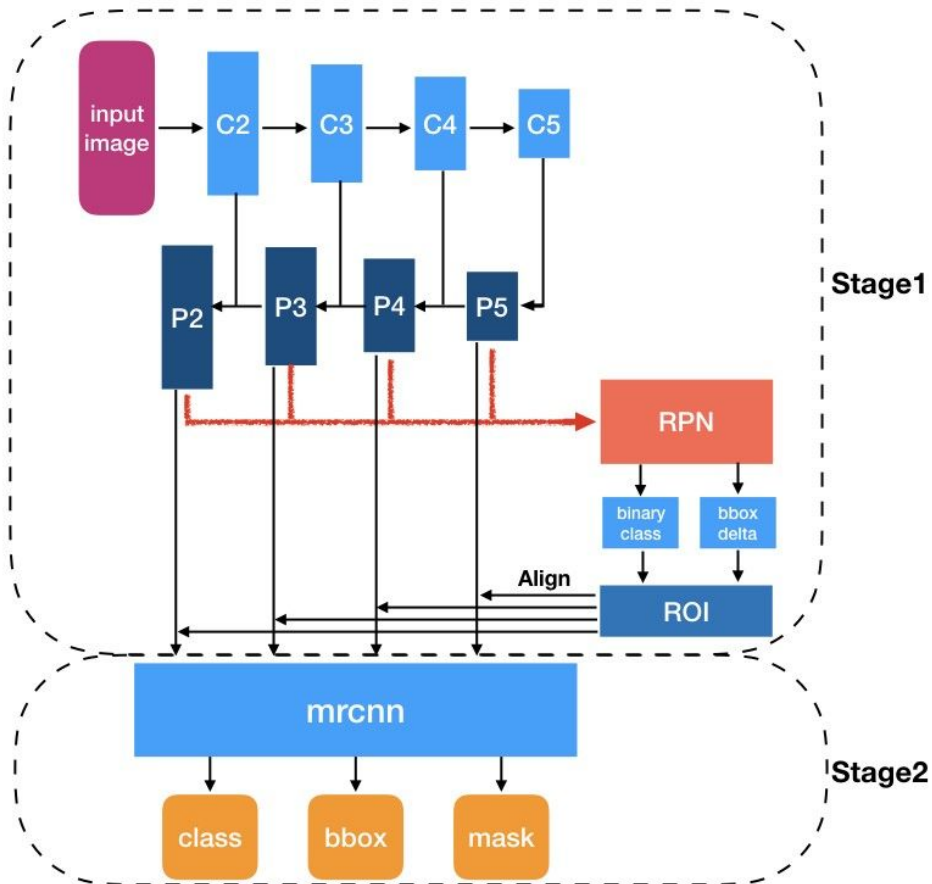 input
image
C2
C3
C4
C5
P2
P3
P4
P5
Stage1
RPN
binary
class
bbox
delta
Align
ROI
mrcnn
Stage2
class
bbox
mask